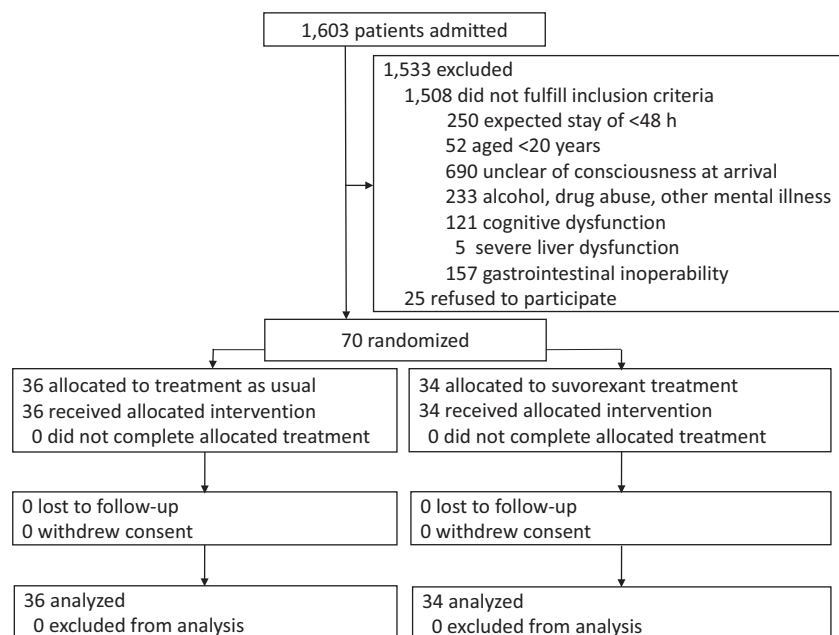 1,603 patients admitted
1,533 excluded
1,508 did not fulfill inclusion criteria
250 expected stay of <48 h
52 aged <20 years
690 unclear of consciousness at arrival
233 alcohol, drug abuse, other mental illness
121 cognitive dysfunction
5 severe liver dysfunction
157 gastrointestinal inoperability
25 refused to participate
70 randomized
36 allocated to treatment as usual
36 received allocated intervention
0 did not complete allocated treatment
34 allocated to suvorexant treatment
34 received allocated intervention
0 did not complete allocated treatment
0 lost to follow-up
0 withdrew consent
0 lost to follow-up
0 withdrew consent
36 analyzed
0 excluded from analysis
34 analyzed
0 excluded from analysis